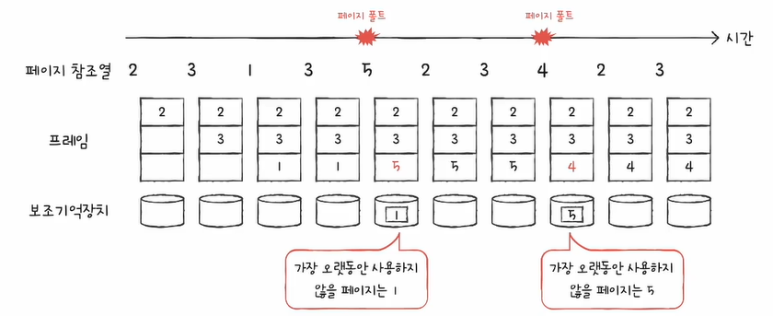 페이지 폴트 페이지 폴트
시간
페이지 참조열 2 3 1 3 5 2 3 4 2 3
2 2 2 2 2 2 2 2 2 2
프레임 3 3 3 3 3 3 3 3 3
1 1 5 5 5 4 4 4
보조기억장치 1 5
가장 오랫동안 사용하지
않을 페이지는 1
가장 오랫동안 사용하지
않을 페이지는 5